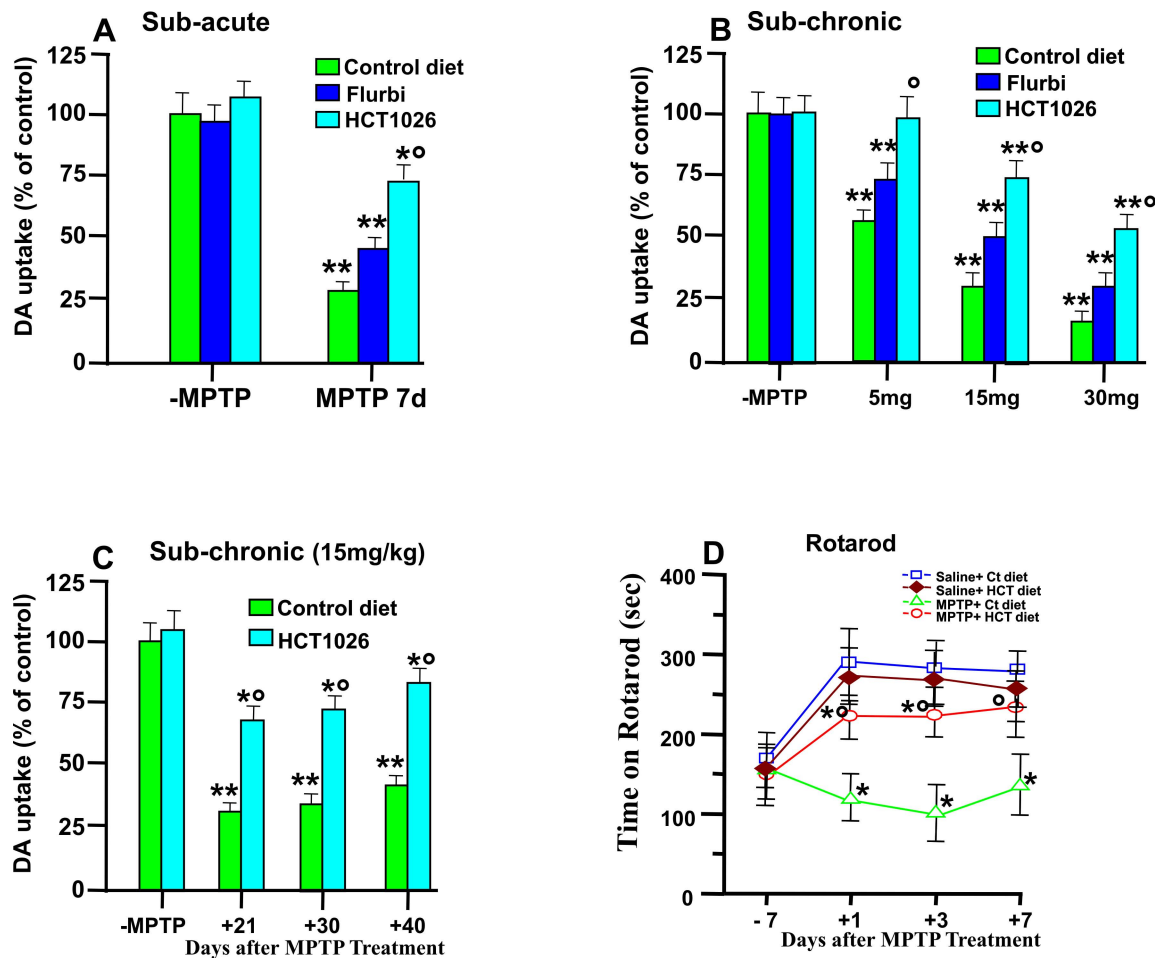 A Sub-acute
DA uptake (% of control)
125
100
75
50
25
0
Control diet
Flurbi
HCT1026
**
**
*°
-MPTP MPTP 7d
B Sub-chronic
DA uptake (% of control)
125
100
75
50
25
0
Control diet
Flurbi
HCT1026
**
**
°
**
**
**°
**
**
**°
-MPTP 5mg 15mg 30mg
C Sub-chronic (15mg/kg)
DA uptake (% of control)
125
100
75
50
25
0
Control diet
HCT1026
**
*°
**
*°
**
*°
-MPTP +21 +30 +40
Days after MPTP Treatment
D Rotarod
Time on Rotarod (sec)
400
300
200
100
0
Saline+ Ct diet
Saline+ HCT diet
MPTP+ Ct diet
MPTP+ HCT diet
*° *° °
* * *
- 7 +1 +3 +7
Days after MPTP Treatment